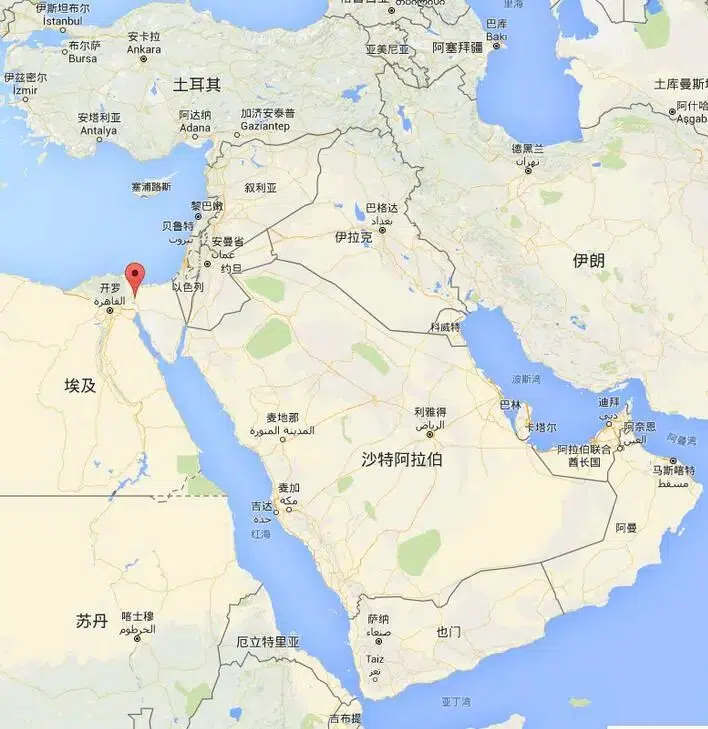 里海
伊斯坦布尔
İstanbul
安卡拉
Ankara
布尔萨
Bursa
巴库
Bakı
亚美尼亚
阿塞拜疆
伊兹密尔
İzmir
土耳其
土库曼斯坦
阿什哈
Aşgab
安塔利亚
Antalya
阿达纳
Adana
加济安泰普
Gaziantep
德黑兰
تهران
塞浦路斯
叙利亚
黎巴嫩
巴格达
بغداد
贝鲁特
بيروت
伊拉克
安曼省
عمان
约旦
伊朗
以色列
开罗
القاهرة
科威特
埃及
波斯湾
巴林
迪拜
دبي
麦地那
المدينة المنورة
利雅得
الرياض
卡塔尔
阿奈恩
العين
阿曼湾
阿拉伯联合
酋长国
沙特阿拉伯
马斯喀特
مسقط
麦加
مكة
吉达
جدة
红海
阿曼
苏丹
喀土穆
الخرطوم
萨纳
صنعاء
也门
厄立特里亚
Taiz
تعز
亚丁湾
吉布提